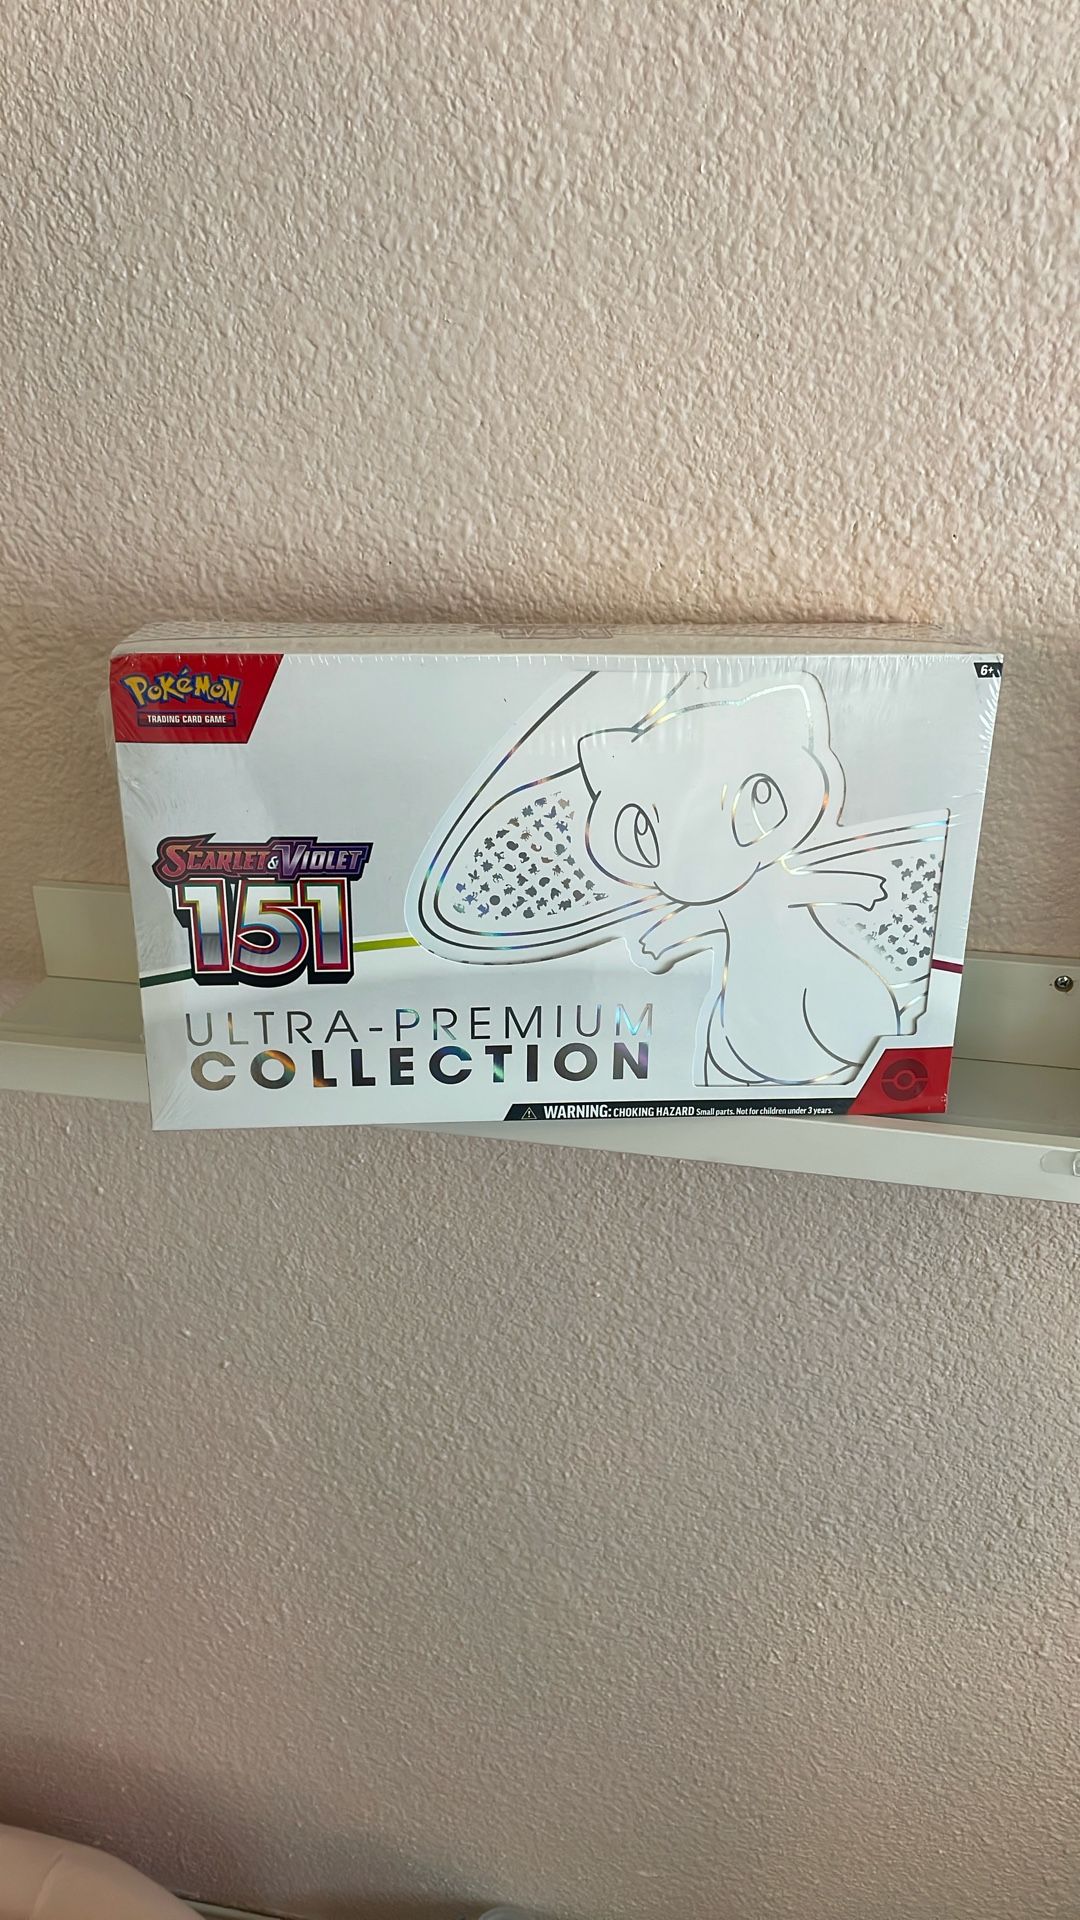 POKéMON
TRADING CARD GAME
6+
SCARLET & VIOLET
151
ULTRA-PREMIUM
COLLECTION
WARNING: CHOKING HAZARD Small parts. Not for children under 3 years.